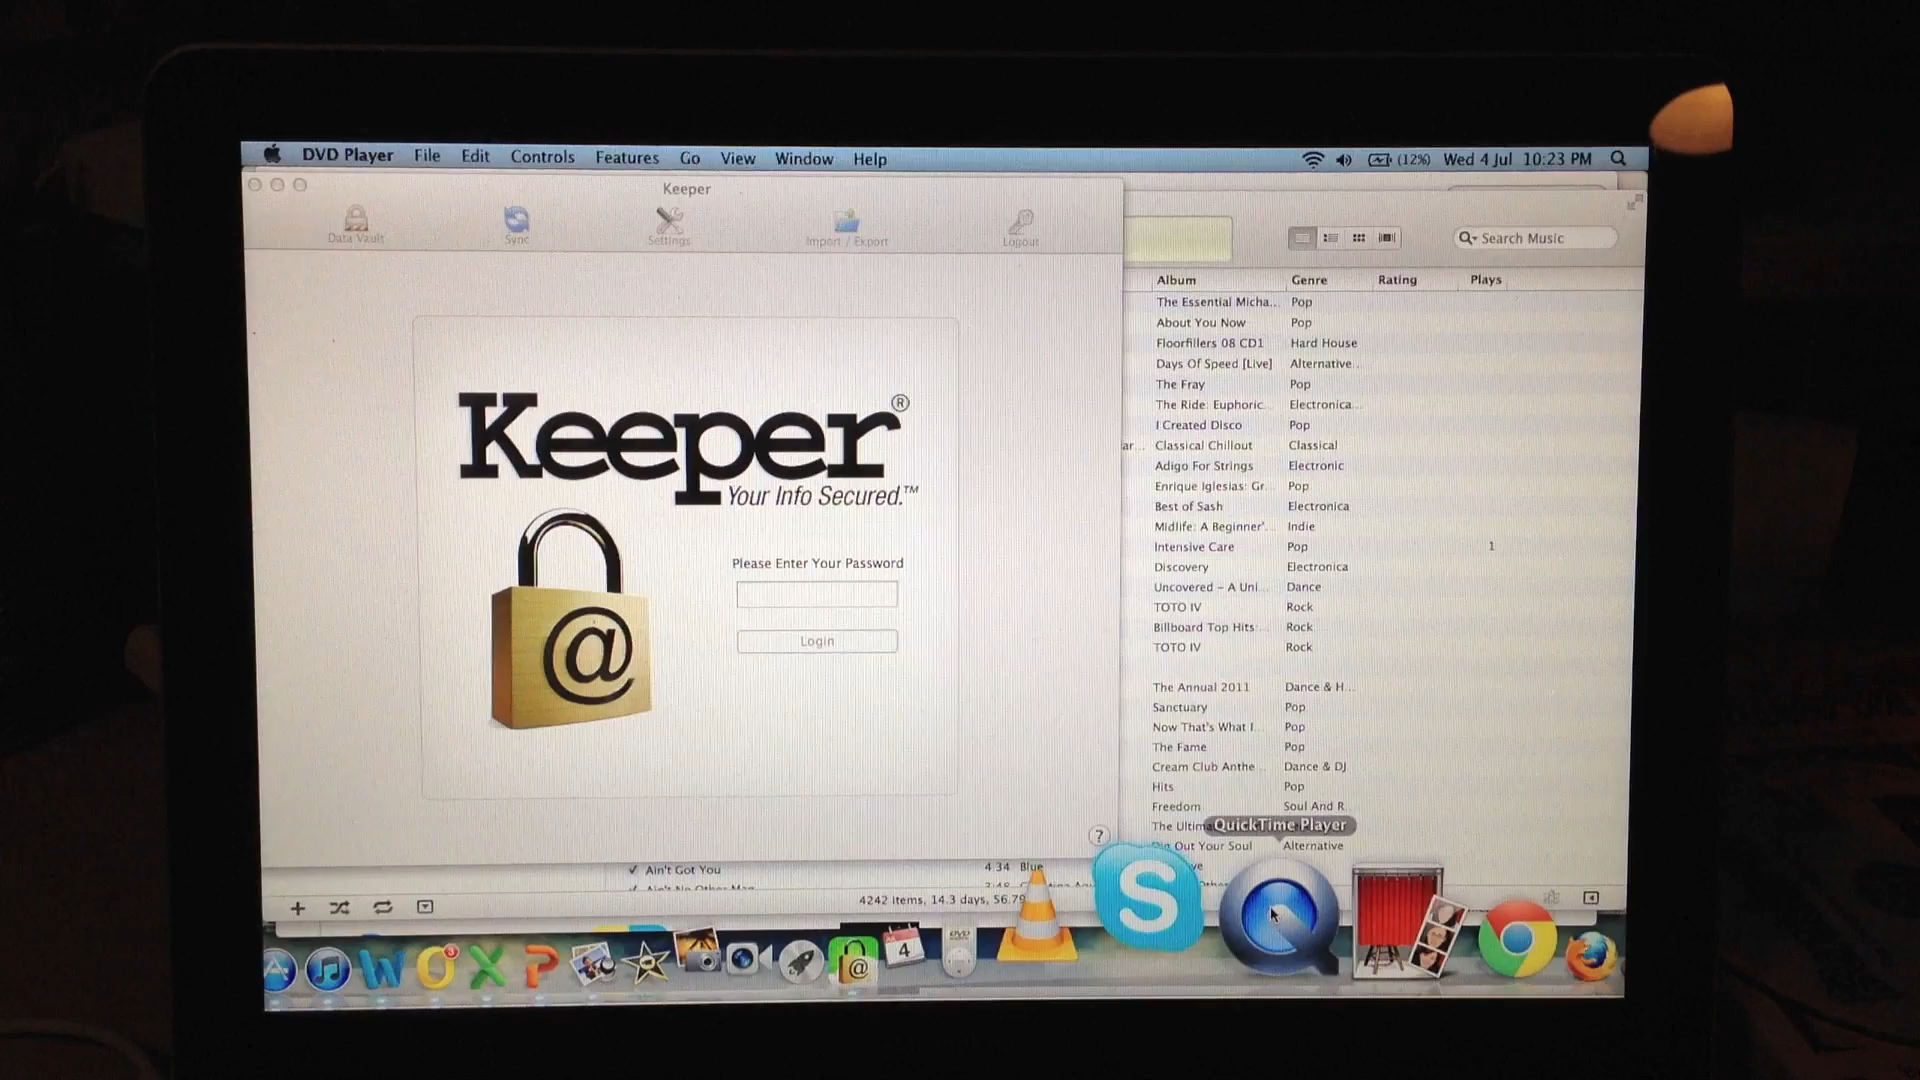 DVD Player File Edit Controls Features Go View Window Help (12%) Wed 4 Jul 10:23 PM
Keeper
Data Vault Sync Settings Import / Export Logout
Search Music
Keeper®
Your Info Secured.™
Please Enter Your Password
Login
@
?
Album Genre Rating Plays
The Essential Micha... Pop
About You Now Pop
Floorfillers 08 CD1 Hard House
Days Of Speed [Live] Alternative...
The Fray Pop
The Ride: Euphoric... Electronica...
I Created Disco Pop
ar... Classical Chillout Classical
Adigo For Strings Electronic
Enrique Iglesias: Gr... Pop
Best of Sash Electronica
Midlife: A Beginner'... Indie
Intensive Care Pop 1
Discovery Electronica
Uncovered – A Uni... Dance
TOTO IV Rock
Billboard Top Hits: ... Rock
TOTO IV Rock
The Annual 2011 Dance & H...
Sanctuary Pop
Now That's What I... Pop
The Fame Pop
Cream Club Anthe... Dance & DJ
Hits Pop
Freedom Soul And R...
The Ultima
QuickTime Player
Out Your Soul Alternative
✓ Ain't Got You 4:34 Blue
4242 items, 14.3 days, 56.79
S
W O 3 X P @ 4 DVD